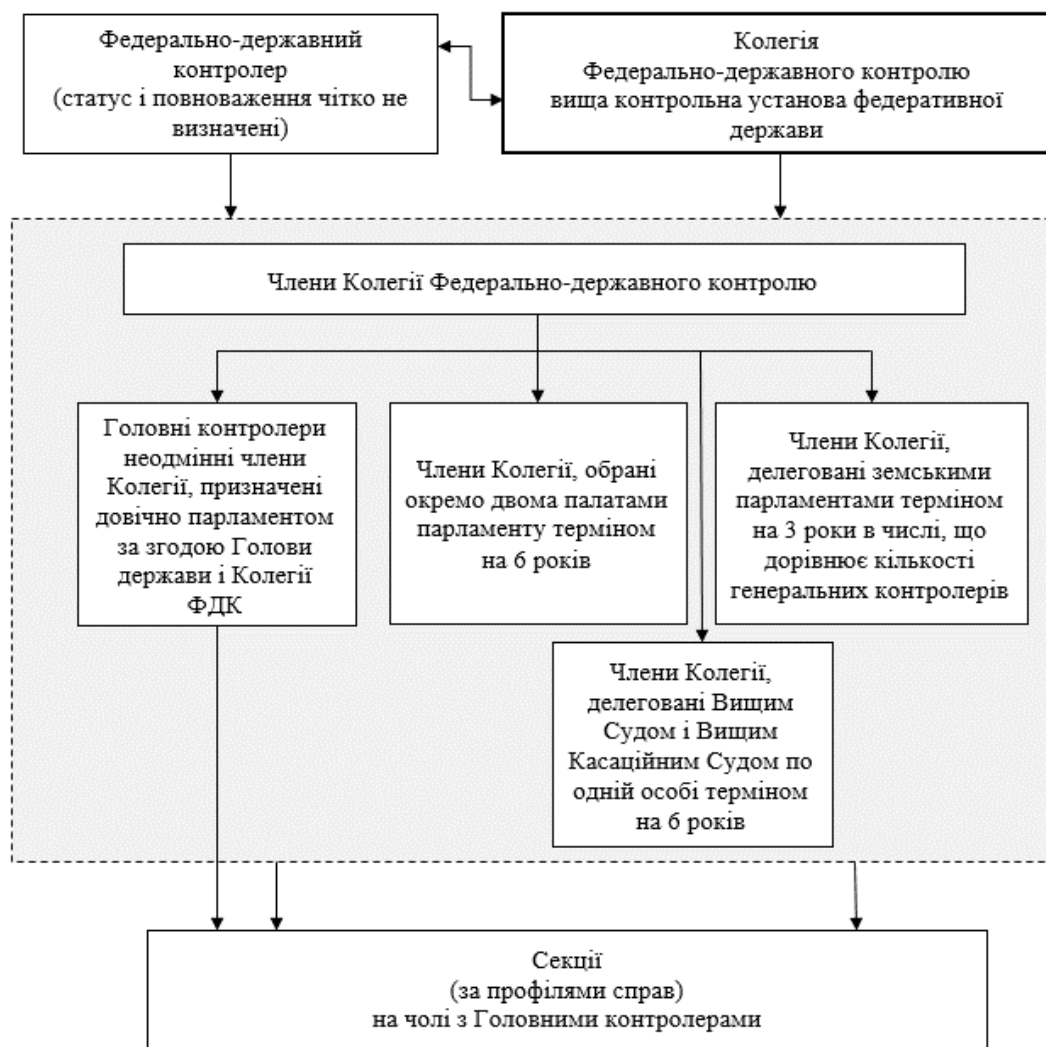 Федерально-державний
контролер
(статус і повноваження чітко не
визначені)
Колегія
Федерально-державного контролю
вища контрольна установа федеративної
держави
Члени Колегії Федерально-державного контролю
Головні контролери
неодмінні члени
Колегії, призначені
довічно парламентом
за згодою Голови
держави і Колегії
ФДК
Члени Колегії, обрані
окремо двома палатами
парламенту терміном
на 6 років
Члени Колегії,
делеговані земськими
парламентами терміном
на 3 роки в числі, що
дорівнює кількості
генеральних контролерів
Члени Колегії,
делеговані Вищим
Судом і Вищим
Касаційним Судом по
одній особі терміном
на 6 років
Секції
(за профілями справ)
на чолі з Головними контролерами